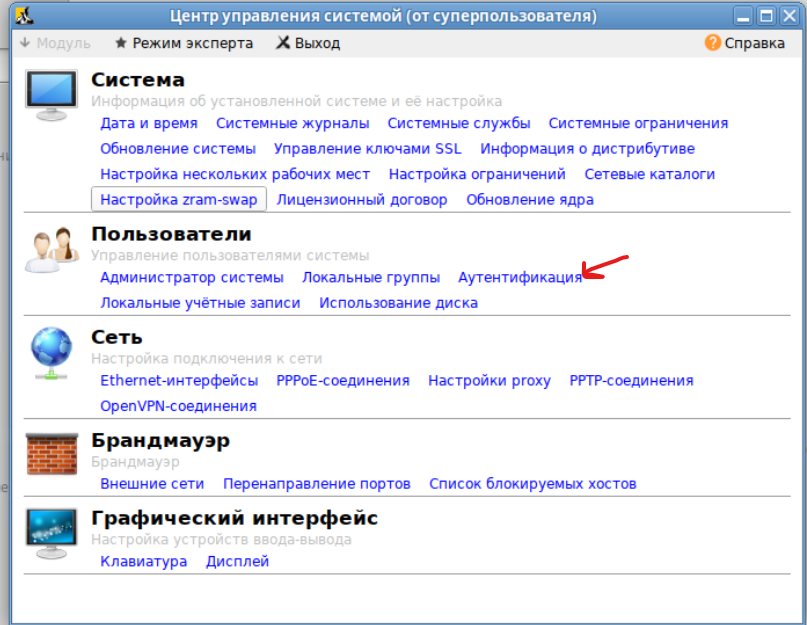 Центр управления системой (от суперпользователя)
Модуль Режим эксперта Выход Справка
Система
Информация об установленной системе и её настройка
Дата и время Системные журналы Системные службы Системные ограничения
Обновление системы Управление ключами SSL Информация о дистрибутиве
Настройка нескольких рабочих мест Настройка ограничений Сетевые каталоги
Настройка zram-swap Лицензионный договор Обновление ядра
Пользователи
Управление пользователями системы
Администратор системы Локальные группы Аутентификация
Локальные учётные записи Использование диска
Сеть
Настройка подключения к сети
Ethernet-интерфейсы PPPoE-соединения Настройки proxy PPTP-соединения
OpenVPN-соединения
Брандмауэр
Брандмауэр
Внешние сети Перенаправление портов Список блокируемых хостов
Графический интерфейс
Настройка устройств ввода-вывода
Клавиатура Дисплей